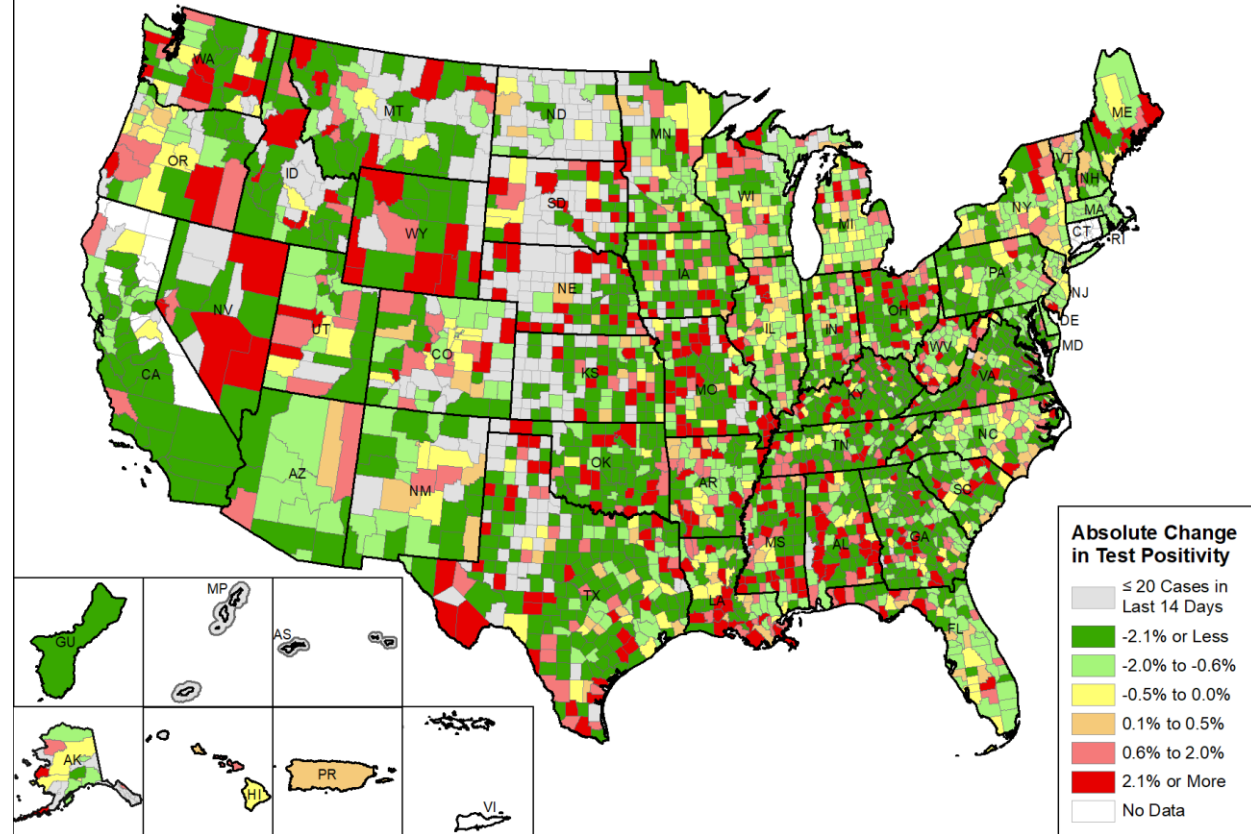 WA
MT
ND
MN
ME
OR
ID
SD
WI
VT
NH
NY
MA
CT
RI
WY
MI
IA
PA
NE
NJ
NV
UT
CO
IL
IN
OH
DE
MD
WV
CA
KS
MO
KY
VA
NC
TN
AZ
NM
OK
AR
SC
MS
AL
GA
TX
LA
FL
GU
MP
AS
AK
HI
PR
VI
Absolute Change
in Test Positivity
≤ 20 Cases in
Last 14 Days
-2.1% or Less
-2.0% to -0.6%
-0.5% to 0.0%
0.1% to 0.5%
0.6% to 2.0%
2.1% or More
No Data